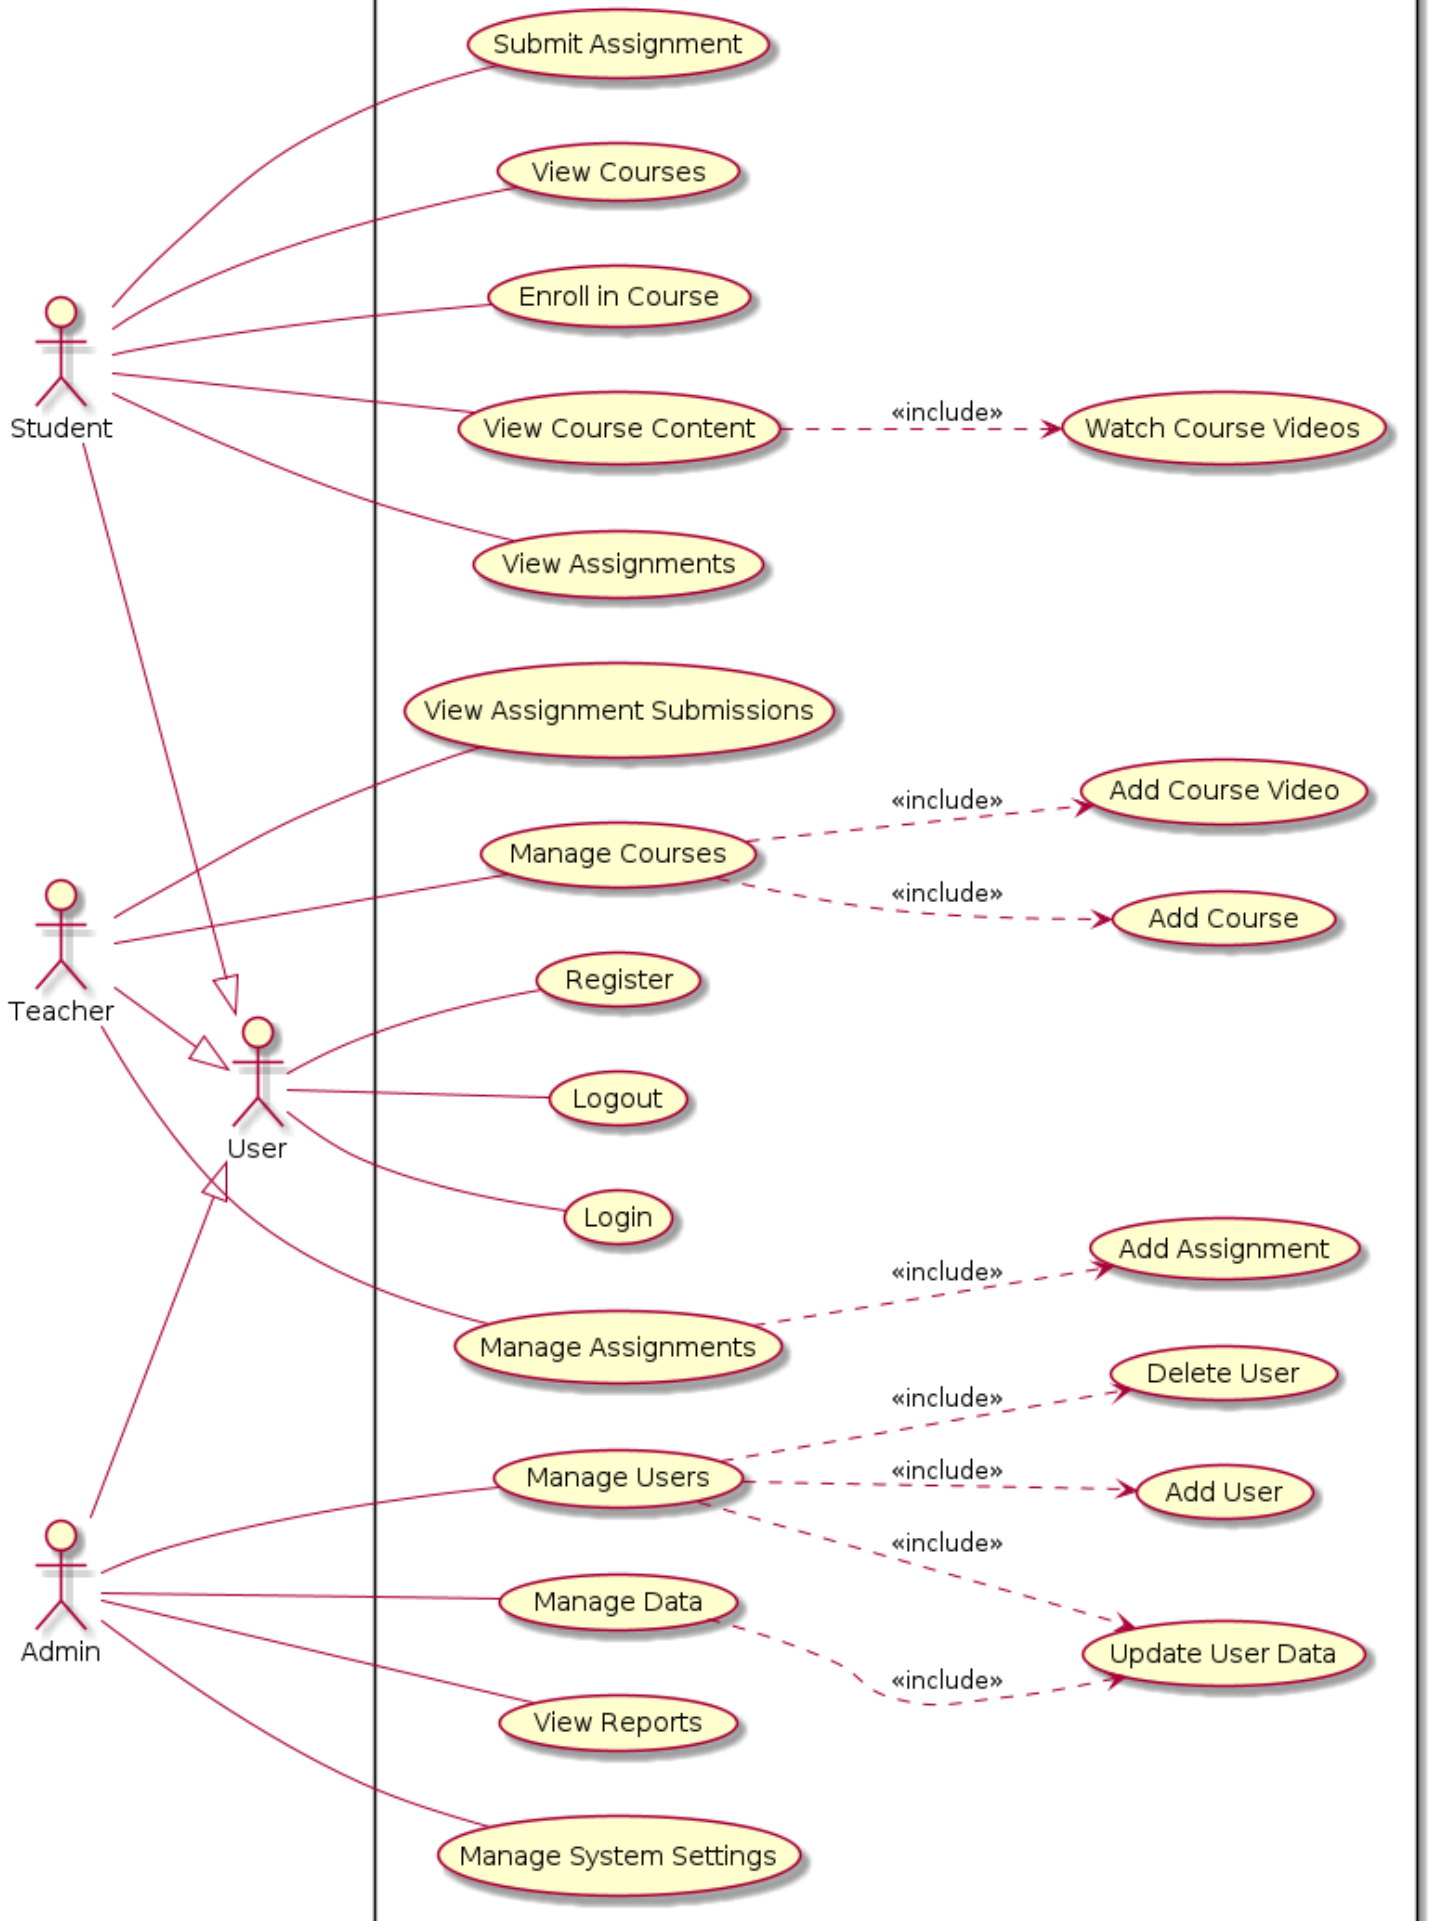 Submit Assignment
View Courses
Enroll in Course
Student
View Course Content
«include»
Watch Course Videos
View Assignments
View Assignment Submissions
«include»
Add Course Video
Manage Courses
«include»
Add Course
Teacher
Register
User
Logout
Login
«include»
Add Assignment
Manage Assignments
«include»
Delete User
Manage Users
«include»
Add User
«include»
Admin
Manage Data
Update User Data
«include»
View Reports
Manage System Settings